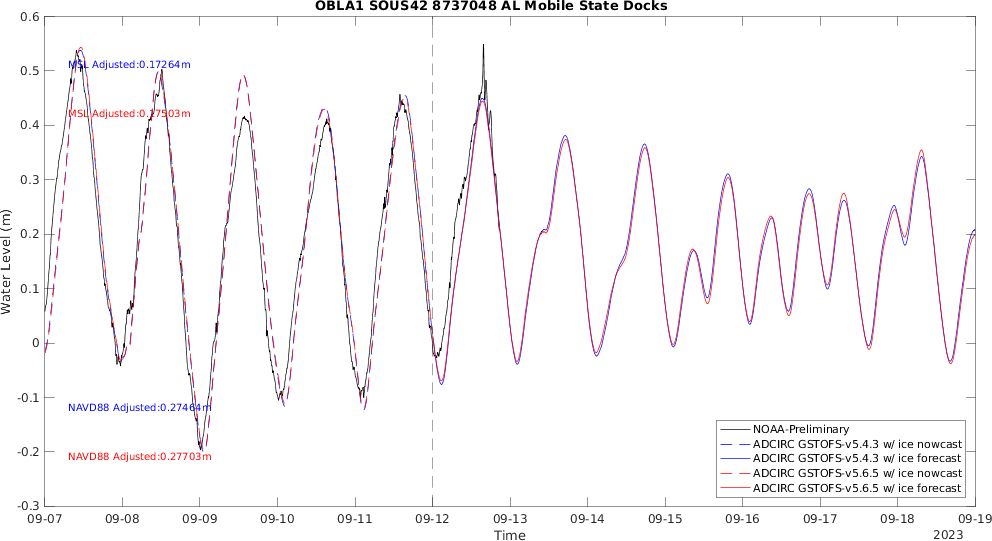 OBLA1 SOUS42 8737048 AL Mobile State Docks
0.6
0.5
0.4
0.3
0.2
0.1
0
-0.1
-0.2
-0.3
Water Level (m)
MSL Adjusted:0.17264m
MSL Adjusted:0.17503m
NAVD88 Adjusted:0.27464m
NAVD88 Adjusted:0.27703m
NOAA-Preliminary
ADCIRC GSTOFS-v5.4.3 w/ ice nowcast
ADCIRC GSTOFS-v5.4.3 w/ ice forecast
ADCIRC GSTOFS-v5.6.5 w/ ice nowcast
ADCIRC GSTOFS-v5.6.5 w/ ice forecast
09-07 09-08 09-09 09-10 09-11 09-12 09-13 09-14 09-15 09-16 09-17 09-18 09-19
Time
2023